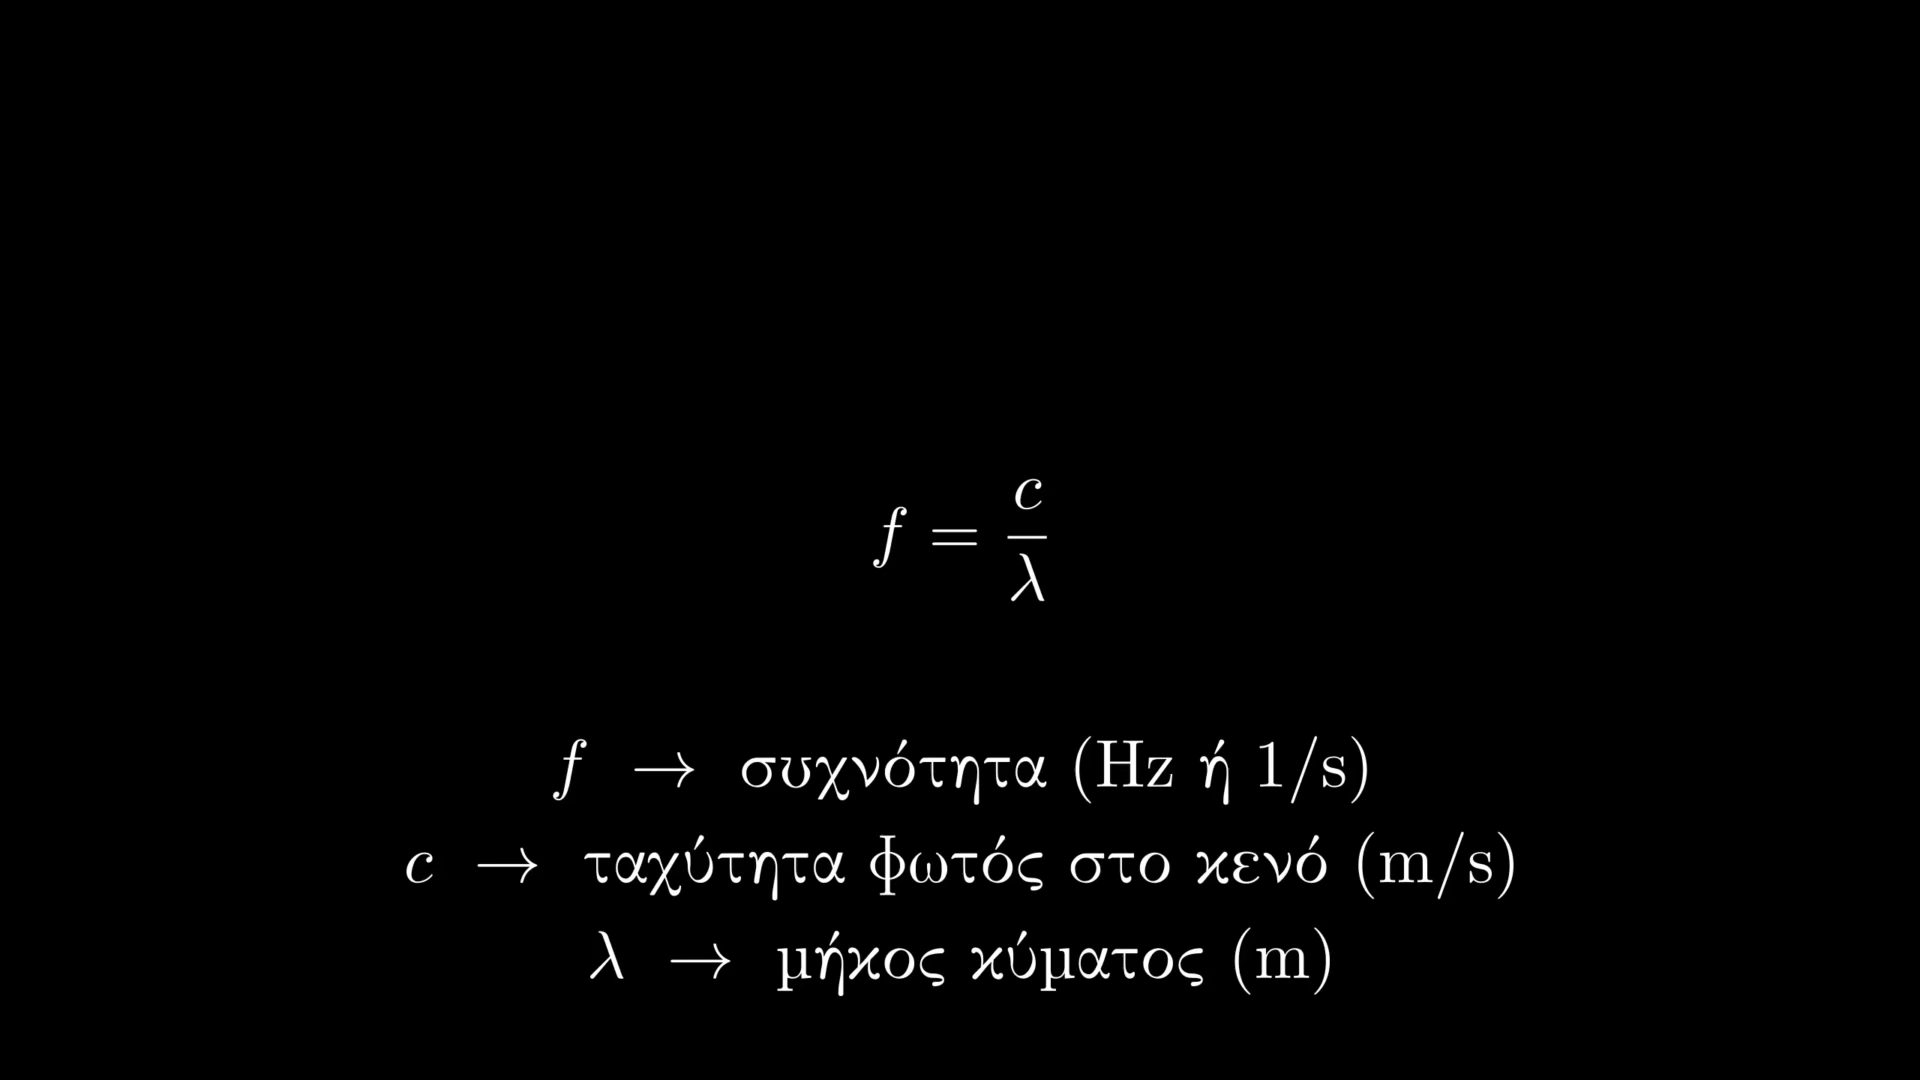 f = c/λ
f → συχνότητα (Hz ή 1/s)
c → ταχύτητα φωτός στο κενό (m/s)
λ → μήκος κύματος (m)